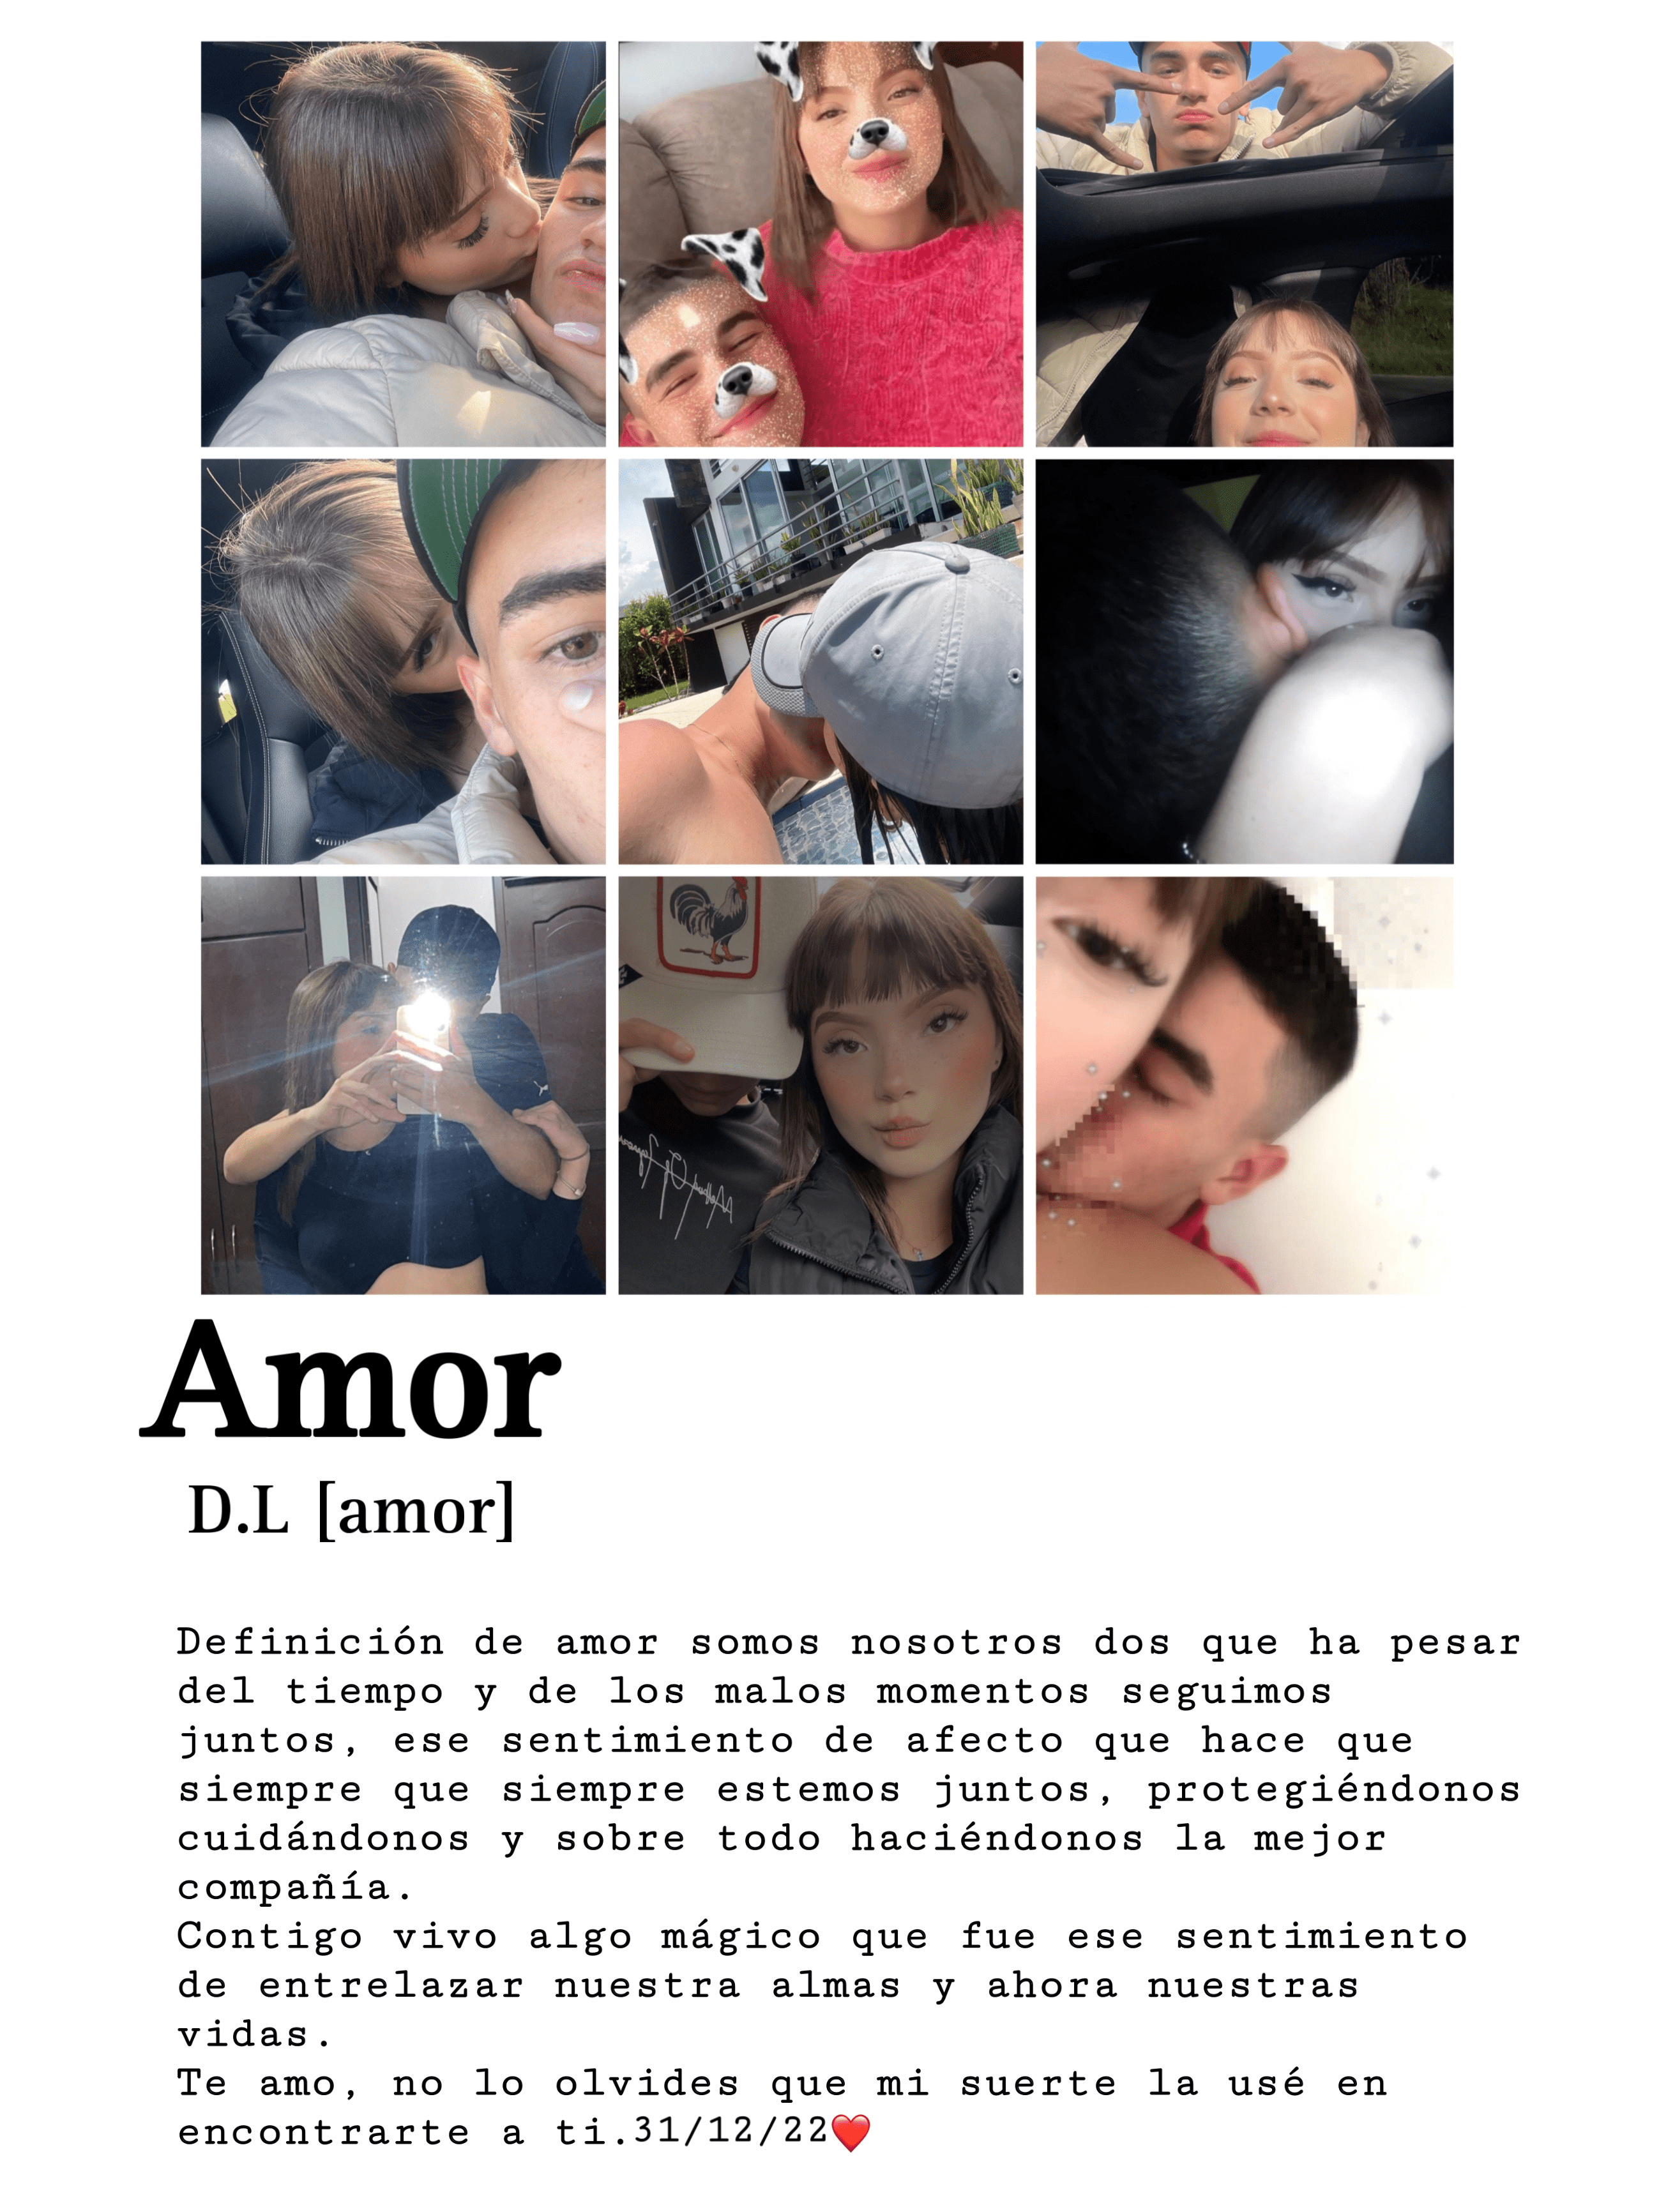 Amor
D.L [amor]
Definición de amor somos nosotros dos que ha pesar
del tiempo y de los malos momentos seguimos
juntos, ese sentimiento de afecto que hace que
siempre que siempre estemos juntos, protegiéndonos
cuidándonos y sobre todo haciéndonos la mejor
compañía.
Contigo vivo algo mágico que fue ese sentimiento
de entrelazar nuestra almas y ahora nuestras
vidas.
Te amo, no lo olvides que mi suerte la usé en
encontrarte a ti.31/12/22❤️